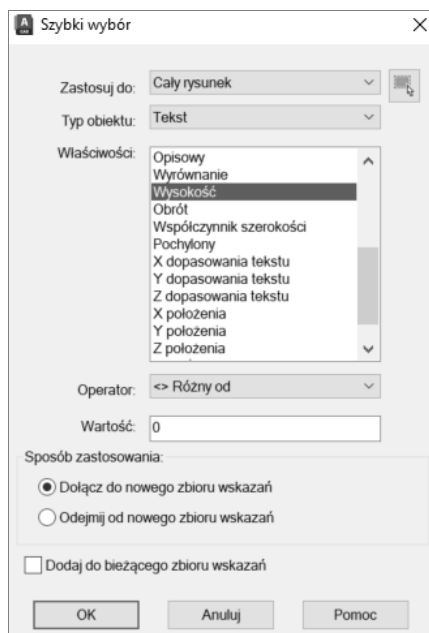 A
CAD
Szybki wybór
Zastosuj do: Cały rysunek
Typ obiektu: Tekst
Właściwości:
Opisowy
Wyrównanie
Wysokość
Obrót
Współczynnik szerokości
Pochylony
X dopasowania tekstu
Y dopasowania tekstu
Z dopasowania tekstu
X położenia
Y położenia
Z położenia
Operator: <> Różny od
Wartość: 0
Sposób zastosowania:
Dołącz do nowego zbioru wskazań
Odejmij od nowego zbioru wskazań
Dodaj do bieżącego zbioru wskazań
OK Anuluj Pomoc